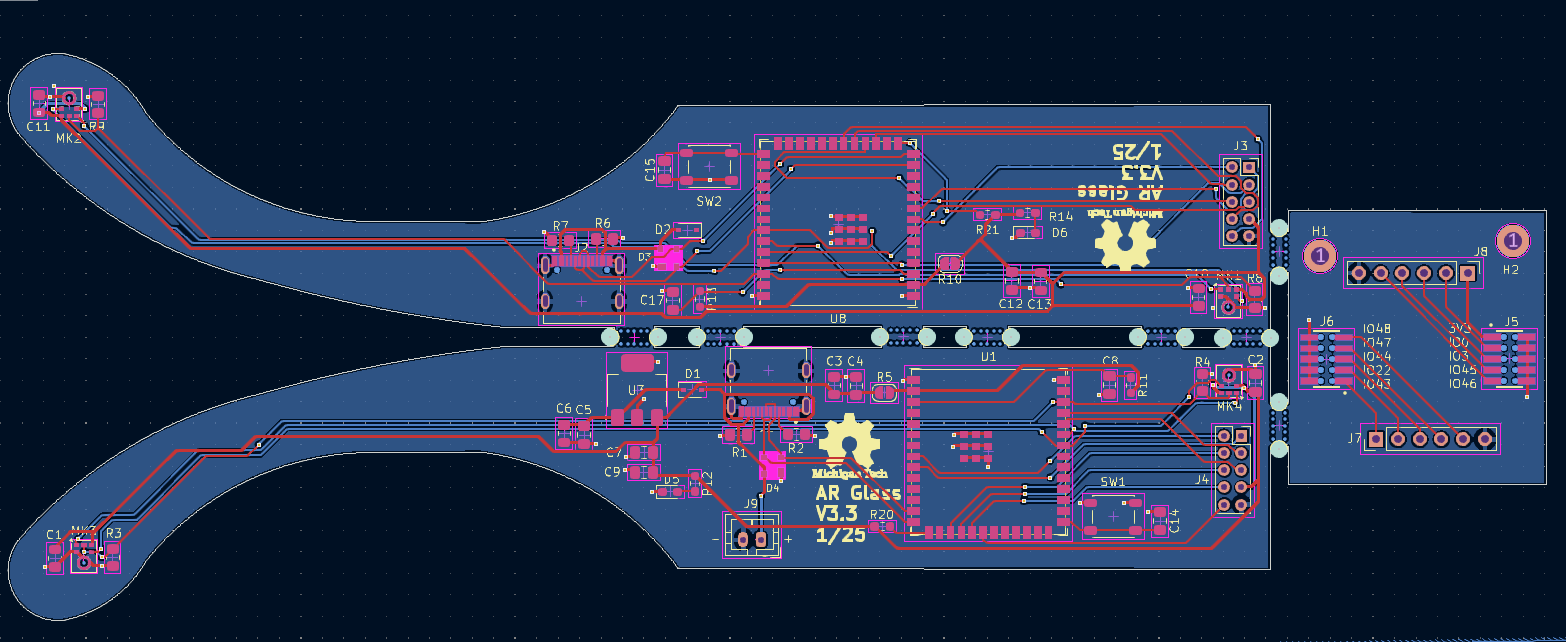 C11
MK2
R9
C15
SW2
1/25
V3.3
AR Glass
Michigan Tech
J3
R7
R6
J2
D2
D3
C17
R14
R21
D6
R10
C12
C13
R8
H1
1
J8
1
H2
U8
U1
J6
IO48
IO47
IO44
IO22
IO43
3V3
IO0
IO3
IO45
IO46
J5
J7
U7
D1
C3
C4
R5
C8
R11
R4
C2
MK4
C6
C5
C7
C9
R1
R2
D5
R12
D4
Michigan Tech
AR Glass
V3.3
1/25
J9
-
+
R20
SW1
C14
J4
C1
MK3
R3